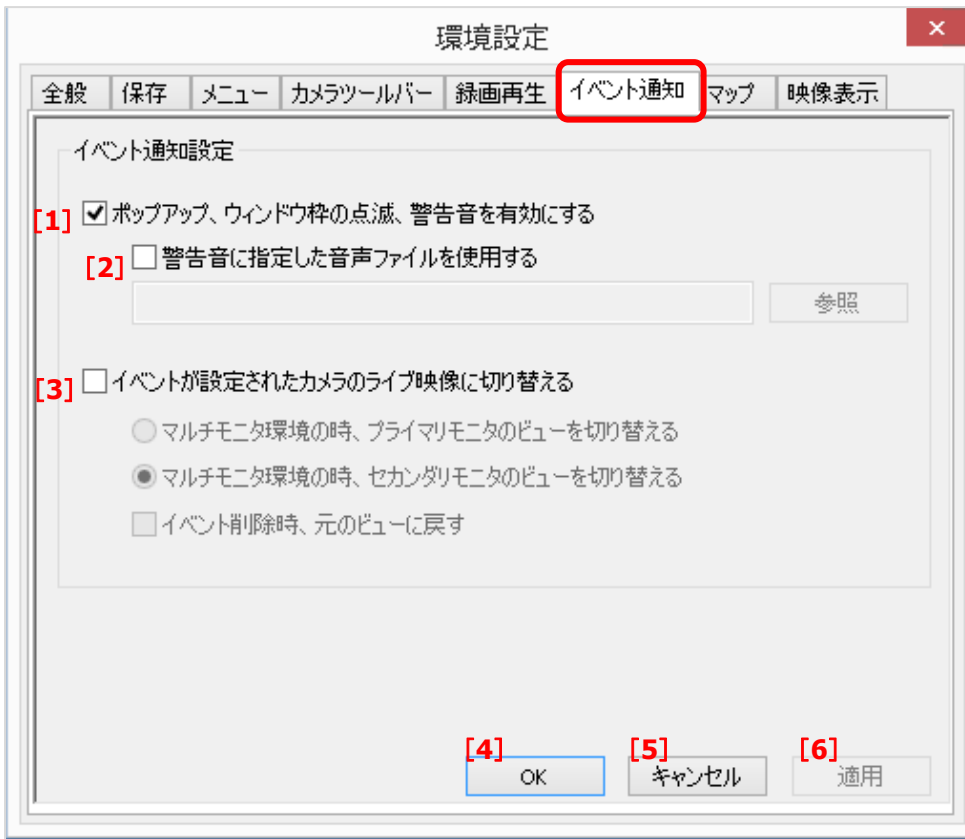 環境設定
全般 保存 メニュー カメラツールバー 録画再生 イベント通知 マップ 映像表示
イベント通知設定
[1] ポップアップ、ウィンドウ枠の点滅、警告音を有効にする
[2] 警告音に指定した音声ファイルを使用する
参照
[3] イベントが設定されたカメラのライブ映像に切り替える
マルチモニタ環境の時、プライマリモニタのビューを切り替える
マルチモニタ環境の時、セカンダリモニタのビューを切り替える
イベント削除時、元のビューに戻す
[4] OK [5] キャンセル [6] 適用